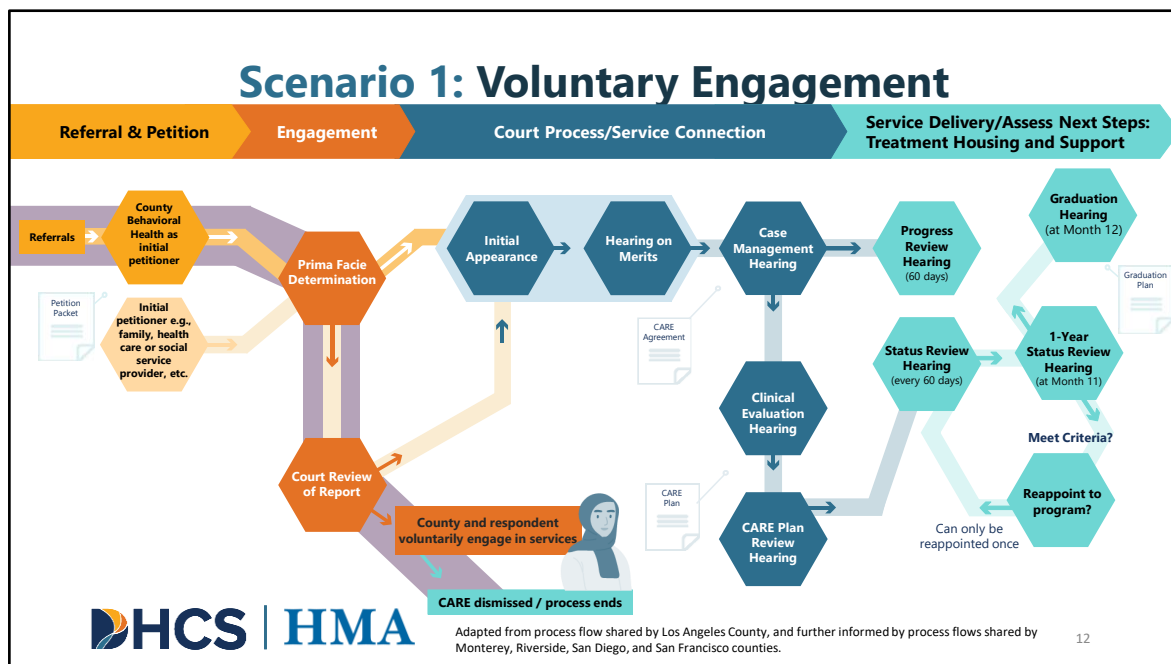 Scenario 1: Voluntary Engagement
Referral & Petition
Engagement
Court Process/Service Connection
Service Delivery/Assess Next Steps:
Treatment Housing and Support
Referrals
County
Behavioral
Health as
initial
petitioner
Petition
Packet
Initial
petitioner e.g.,
family, health
care or social
service
provider, etc.
Prima Facie
Determination
Court Review
of Report
County and respondent
voluntarily engage in services
CARE dismissed / process ends
Initial
Appearance
Hearing on
Merits
Case
Management
Hearing
CARE
Agreement
Clinical
Evaluation
Hearing
CARE
Plan
CARE Plan
Review
Hearing
Progress
Review
Hearing
(60 days)
Status Review
Hearing
(every 60 days)
Graduation
Hearing
(at Month 12)
Graduation
Plan
1-Year
Status Review
Hearing
(at Month 11)
Meet Criteria?
Reappoint to
program?
Can only be
reappointed once
DHCS
HMA
Adapted from process flow shared by Los Angeles County, and further informed by process flows shared by
Monterey, Riverside, San Diego, and San Francisco counties.
12